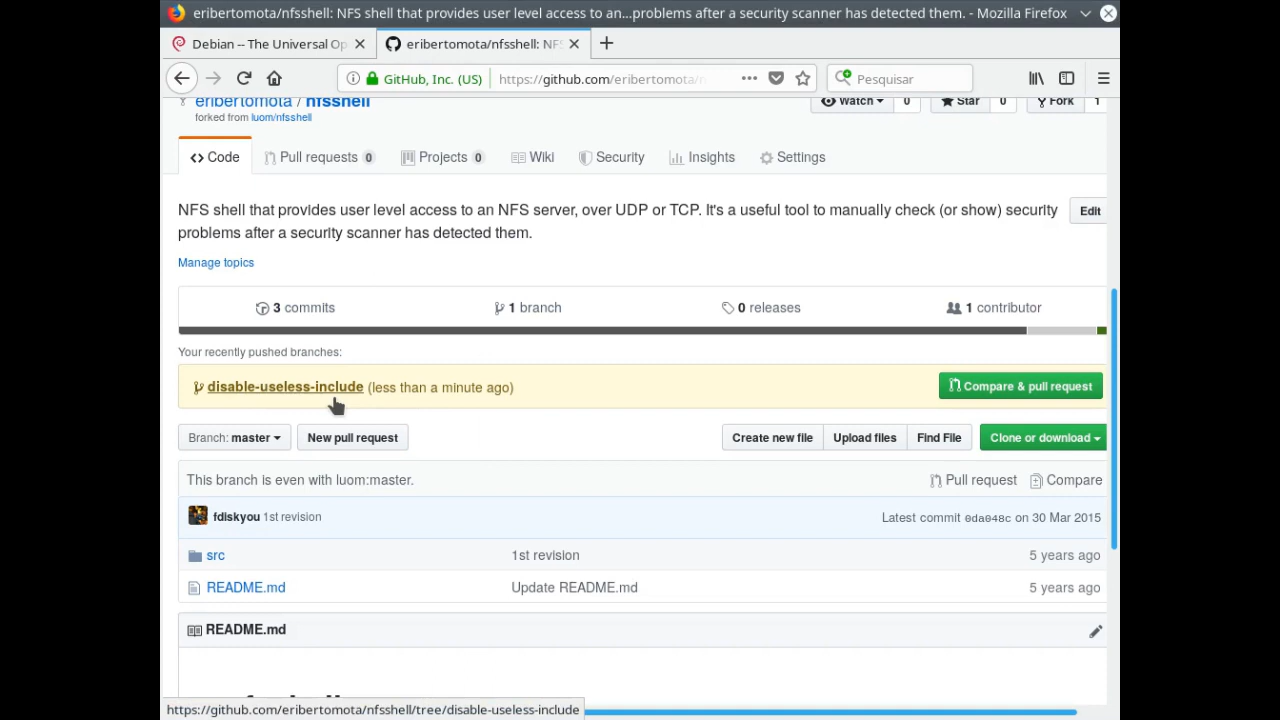 eribertomota/nfsshell: NFS shell that provides user level access to an...problems after a security scanner has detected them. - Mozilla Firefox
Debian -- The Universal Op
eribertomota/nfsshell: NFS
GitHub, Inc. (US)
https://github.com/eribertomota/n
Pesquisar
eribertomota / nfsshell
Watch 0
Star 0
Fork 1
forked from luom/nfsshell
Code
Pull requests 0
Projects 0
Wiki
Security
Insights
Settings
NFS shell that provides user level access to an NFS server, over UDP or TCP. It's a useful tool to manually check (or show) security
problems after a security scanner has detected them.
Edit
Manage topics
3 commits
1 branch
0 releases
1 contributor
Your recently pushed branches:
disable-useless-include (less than a minute ago)
Compare & pull request
Branch: master
New pull request
Create new file
Upload files
Find File
Clone or download
This branch is even with luom:master.
Pull request
Compare
fdiskyou 1st revision
Latest commit 0da048c on 30 Mar 2015
src
1st revision
5 years ago
README.md
Update README.md
5 years ago
README.md
https://github.com/eribertomota/nfsshell/tree/disable-useless-include